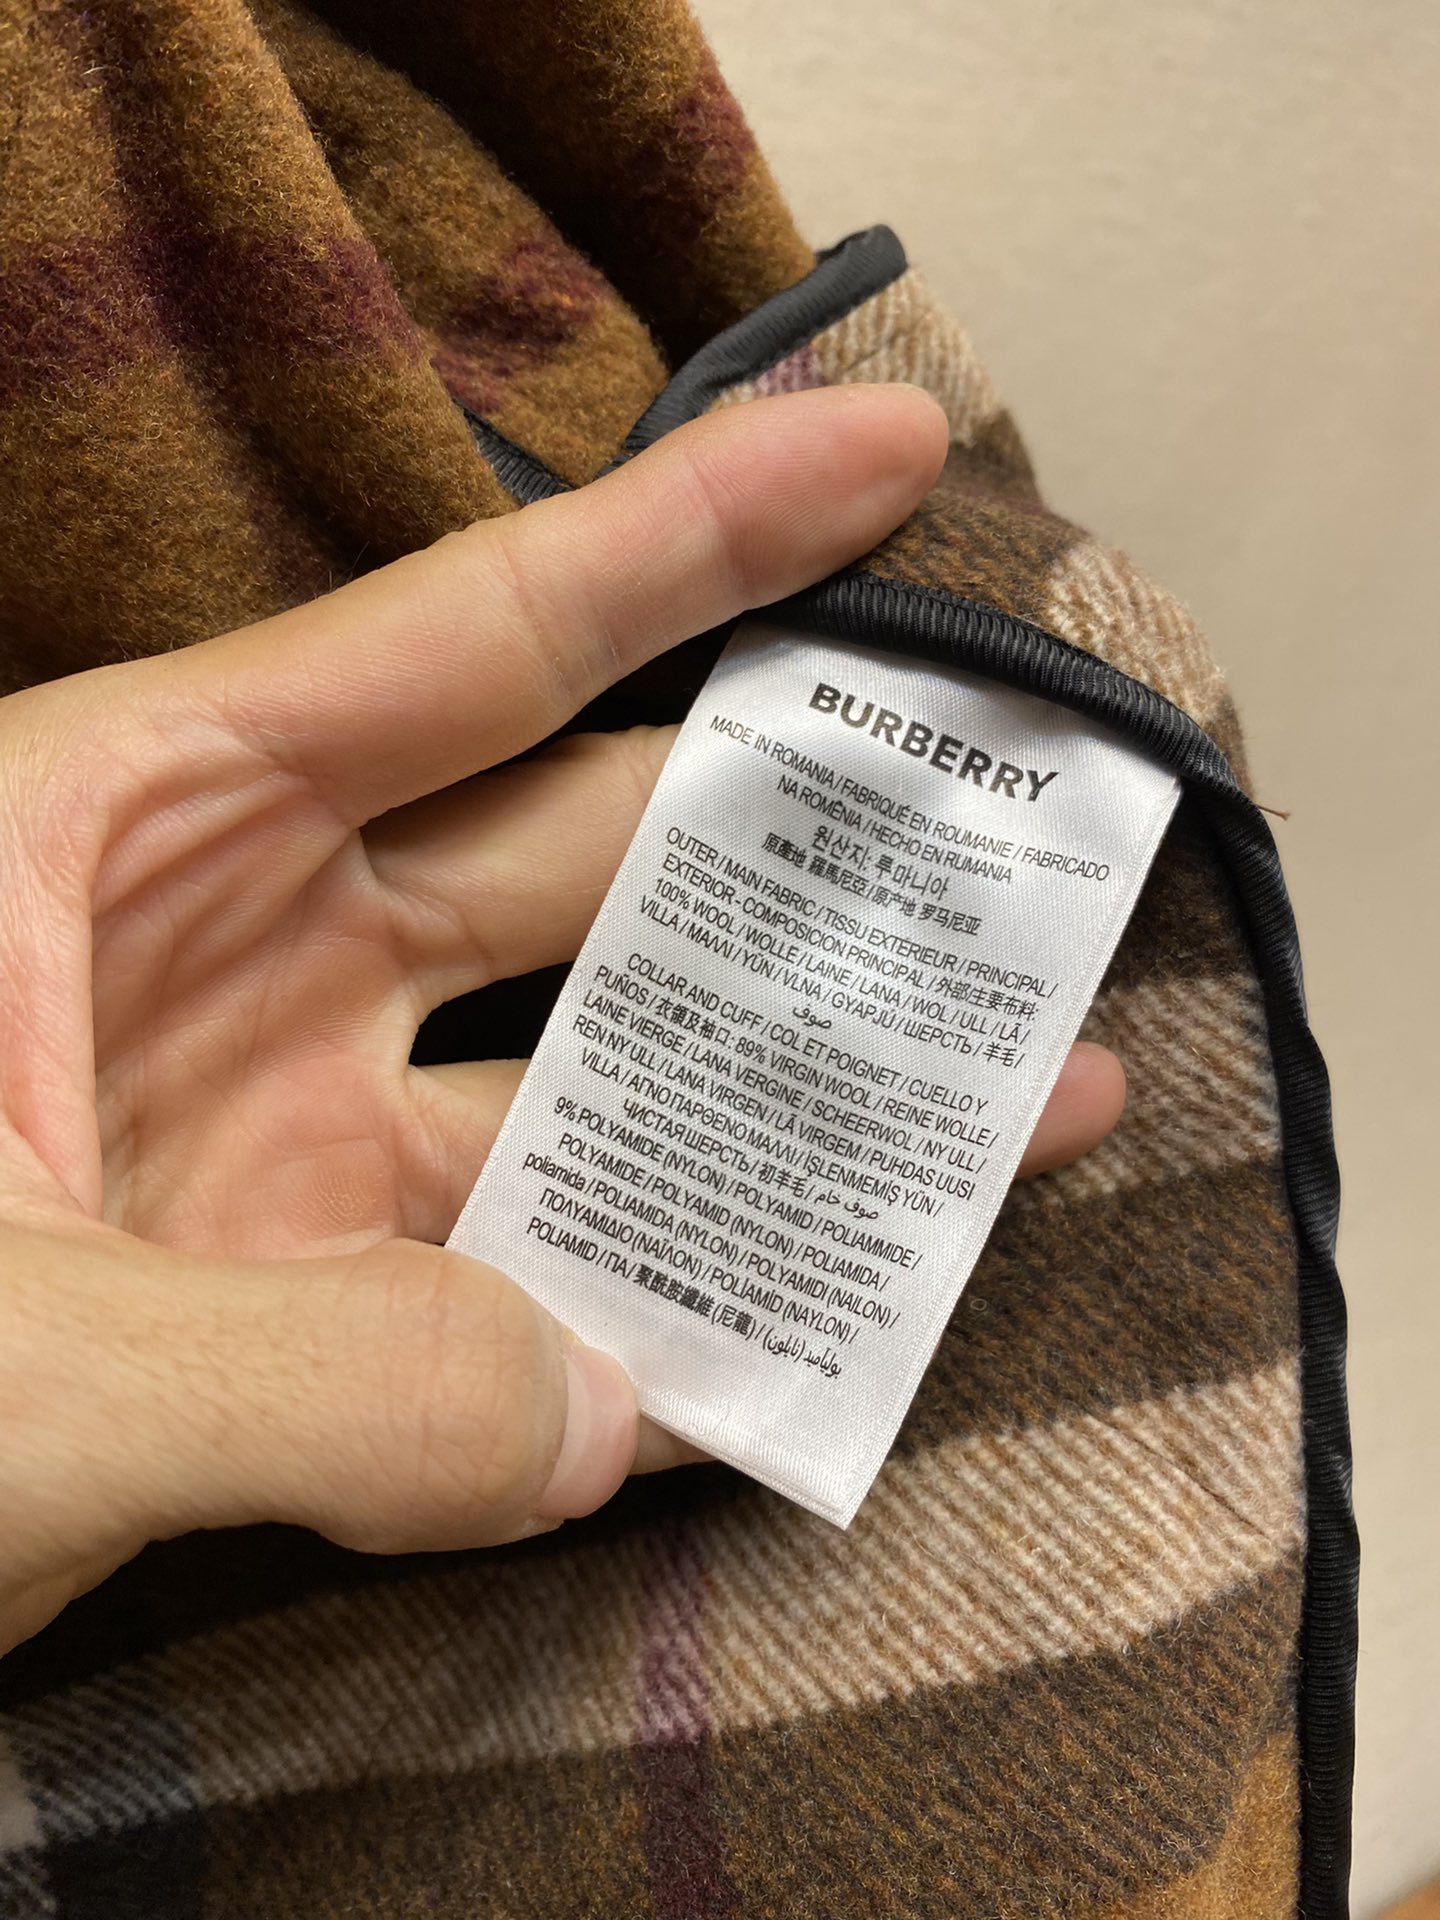 BURBERRY
MADE IN ROMANIA / FABRIQUÉ EN ROUMANIE / FABRICADO
NA ROMÊNIA / HECHO EN RUMANIA
원산지: 루마니아
原產地 羅馬尼亞 / 原产地 罗马尼亚
OUTER / MAIN FABRIC / TISSU EXTERIEUR / PRINCIPAL /
EXTERIOR - COMPOSICION PRINCIPAL / 外部/主要布料:
100% WOOL / WOLLE / LAINE / LANA / WOL / ULL / LÃ /
VILLA / ΜΑΛΛΙ / YÜN / VLNA / GYAPJÚ / ШЕРСТЬ / 羊毛 /
صوف
COLLAR AND CUFF / COL ET POIGNET / CUELLO Y
PUÑOS / 衣領及袖口: 89% VIRGIN WOOL / REINE WOLLE /
LAINE VIERGE / LANA VERGINE / SCHEERWOL / NY ULL /
REN NY ULL / LANA VIRGEN / LÃ VIRGEM / PUHDAS UUSI
VILLA / ΑΓΝΟ ΠΑΡΘΕΝΟ ΜΑΛΛΙ / İŞLENMEMİŞ YÜN /
ЧИСТАЯ ШЕРСТЬ / 初羊毛 / صوف خام
9% POLYAMIDE (NYLON) / POLYAMID / POLIAMMIDE /
POLYAMIDE / POLYAMID (NYLON) / POLIAMIDA /
poliamida / POLIAMIDA (NYLON) / POLYAMIDI (NAILON) /
ΠΟΛΥΑΜΙΔΙΟ (ΝΑΪΛΟΝ) / POLİAMİD (NAYLON) /
POLIAMID / ПА / 聚酰胺纖維 (尼龍) / بولياميد (نايلون)